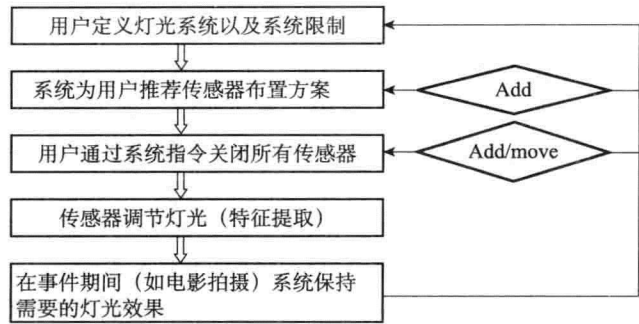 用户定义灯光系统以及系统限制
系统为用户推荐传感器布置方案
Add
用户通过系统指令关闭所有传感器
Add/move
传感器调节灯光（特征提取）
在事件期间（如电影拍摄）系统保持
需要的灯光效果